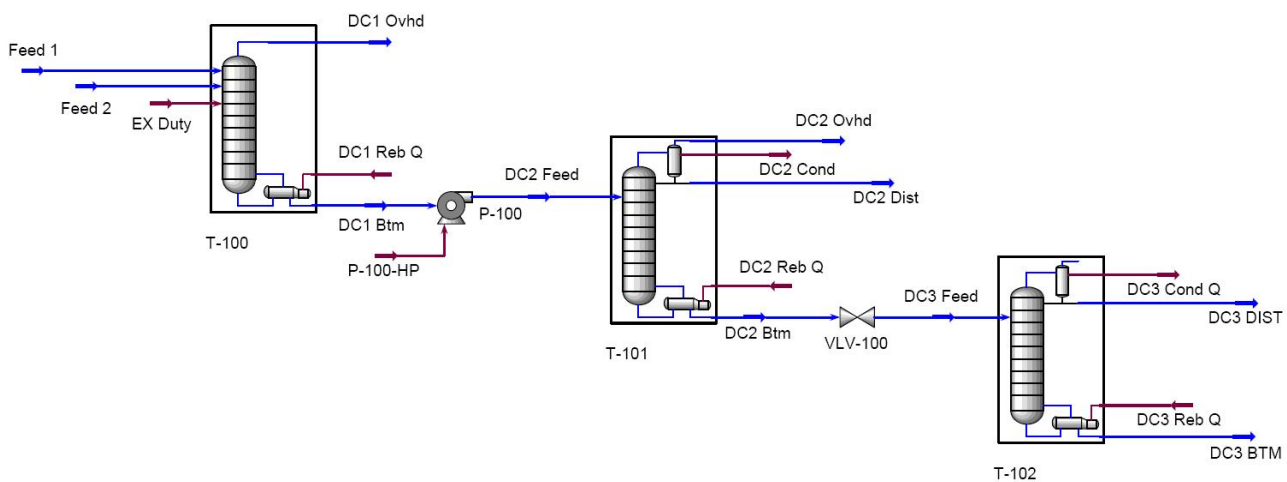 DC1 Ovhd
Feed 1
Feed 2
EX Duty
DC1 Reb Q
DC1 Btm
T-100
P-100-HP
P-100
DC2 Feed
DC2 Ovhd
DC2 Cond
DC2 Dist
DC2 Reb Q
DC2 Btm
T-101
VLV-100
DC3 Feed
DC3 Cond Q
DC3 DIST
DC3 Reb Q
DC3 BTM
T-102